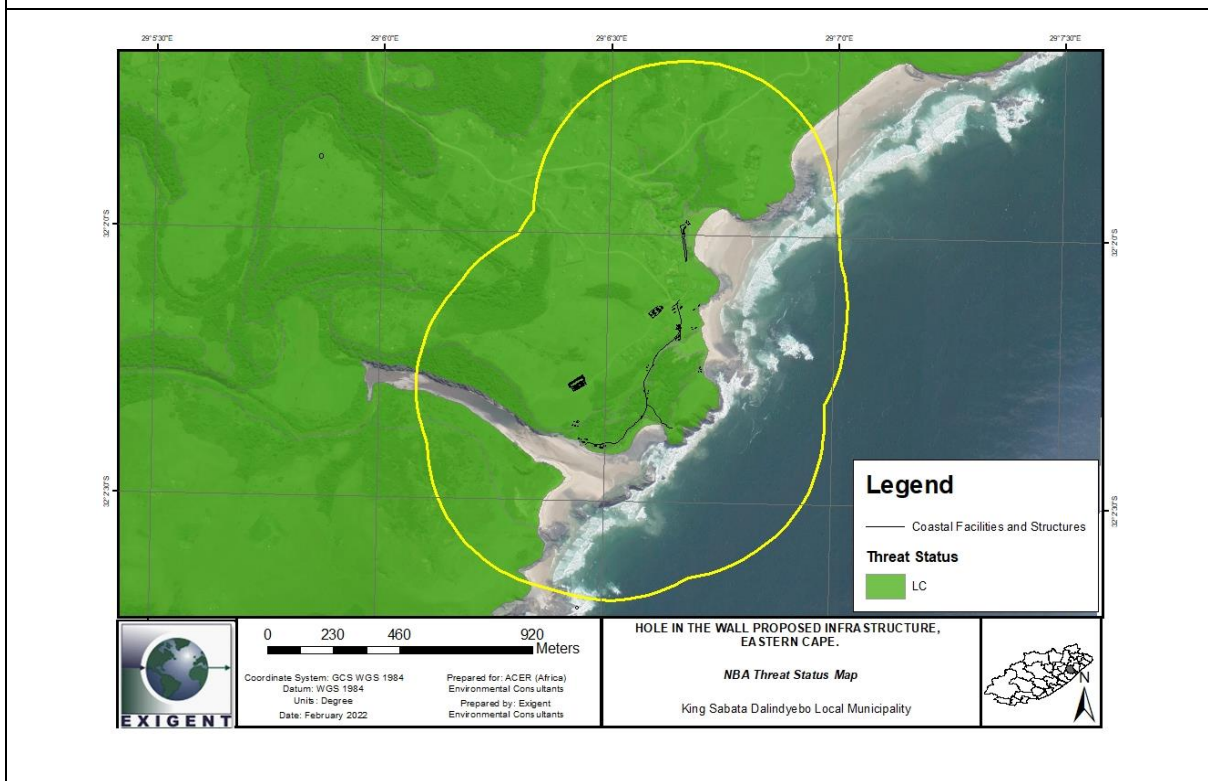 29°5'30"E 29°6'0"E 29°6'30"E 29°7'0"E 29°7'30"E
32°2'0"S
32°2'0"S
32°2'30"S
32°2'30"S
Legend
Coastal Facilities and Structures
Threat Status
LC
EXIGENT
0 230 460 920
Meters
Coordinate System: GCS WGS 1984
Datum: WGS 1984
Units: Degree
Date: February 2022
Prepared for: ACER (Africa)
Environmental Consultants
Prepared by: Exigent
Environmental Consultants
HOLE IN THE WALL PROPOSED INFRASTRUCTURE,
EASTERN CAPE.
NBA Threat Status Map
King Sabata Dalindyebo Local Municipality
N